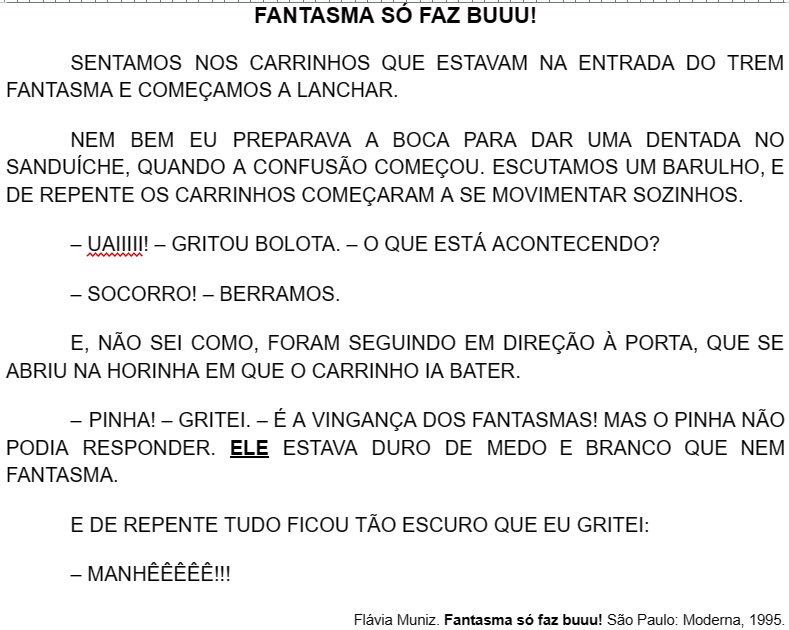 FANTASMA SÓ FAZ BUUU!
SENTAMOS NOS CARRINHOS QUE ESTAVAM NA ENTRADA DO TREM
FANTASMA E COMEÇAMOS A LANCHAR.
NEM BEM EU PREPARAVA A BOCA PARA DAR UMA DENTADA NO
SANDUÍCHE, QUANDO A CONFUSÃO COMEÇOU. ESCUTAMOS UM BARULHO, E
DE REPENTE OS CARRINHOS COMEÇARAM A SE MOVIMENTAR SOZINHOS.
– UAIIIII! – GRITOU BOLOTA. – O QUE ESTÁ ACONTECENDO?
– SOCORRO! – BERRAMOS.
E, NÃO SEI COMO, FORAM SEGUINDO EM DIREÇÃO À PORTA, QUE SE
ABRIU NA HORINHA EM QUE O CARRINHO IA BATER.
– PINHA! – GRITEI. – É A VINGANÇA DOS FANTASMAS! MAS O PINHA NÃO
PODIA RESPONDER. ELE ESTAVA DURO DE MEDO E BRANCO QUE NEM
FANTASMA.
E DE REPENTE TUDO FICOU TÃO ESCURO QUE EU GRITEI:
– MANHÊÊÊÊÊ!!!
Flávia Muniz. Fantasma só faz buuu! São Paulo: Moderna, 1995.